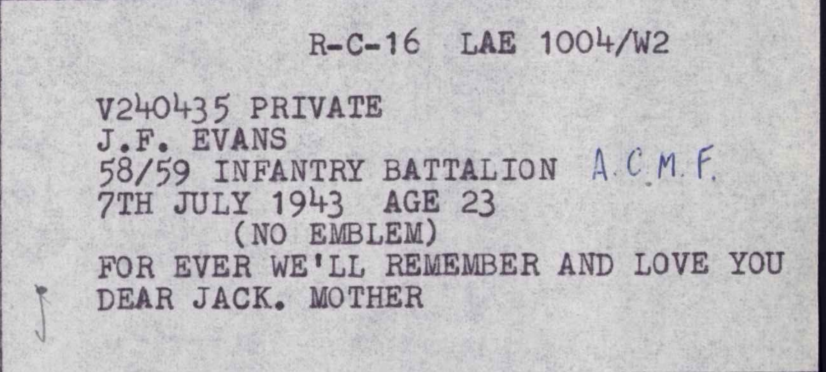 R-C-16 LAE 1004/W2
V240435 PRIVATE
J.F. EVANS
58/59 INFANTRY BATTALION A.C.M.F.
7TH JULY 1943 AGE 23
(NO EMBLEM)
FOR EVER WE'LL REMEMBER AND LOVE YOU
DEAR JACK. MOTHER